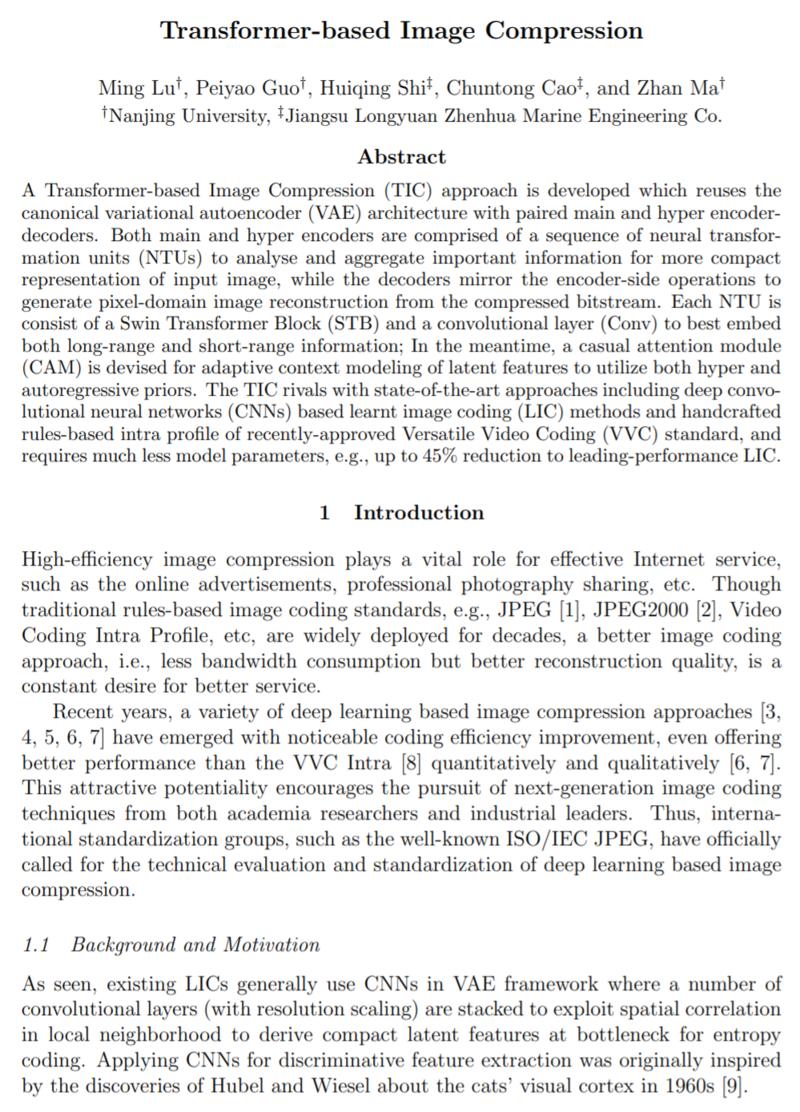 Transformer-based Image Compression
Ming Lu†, Peiyao Guo†, Huiqing Shi‡, Chuntong Cao‡, and Zhan Ma†
†Nanjing University, ‡Jiangsu Longyuan Zhenhua Marine Engineering Co.
Abstract
A Transformer-based Image Compression (TIC) approach is developed which reuses the
canonical variational autoencoder (VAE) architecture with paired main and hyper encoder-
decoders. Both main and hyper encoders are comprised of a sequence of neural transfor-
mation units (NTUs) to analyse and aggregate important information for more compact
representation of input image, while the decoders mirror the encoder-side operations to
generate pixel-domain image reconstruction from the compressed bitstream. Each NTU is
consist of a Swin Transformer Block (STB) and a convolutional layer (Conv) to best embed
both long-range and short-range information; In the meantime, a casual attention module
(CAM) is devised for adaptive context modeling of latent features to utilize both hyper and
autoregressive priors. The TIC rivals with state-of-the-art approaches including deep convo-
lutional neural networks (CNNs) based learnt image coding (LIC) methods and handcrafted
rules-based intra profile of recently-approved Versatile Video Coding (VVC) standard, and
requires much less model parameters, e.g., up to 45% reduction to leading-performance LIC.
1 Introduction
High-efficiency image compression plays a vital role for effective Internet service,
such as the online advertisements, professional photography sharing, etc. Though
traditional rules-based image coding standards, e.g., JPEG [1], JPEG2000 [2], Video
Coding Intra Profile, etc, are widely deployed for decades, a better image coding
approach, i.e., less bandwidth consumption but better reconstruction quality, is a
constant desire for better service.
Recent years, a variety of deep learning based image compression approaches [3,
4, 5, 6, 7] have emerged with noticeable coding efficiency improvement, even offering
better performance than the VVC Intra [8] quantitatively and qualitatively [6, 7].
This attractive potentiality encourages the pursuit of next-generation image coding
techniques from both academia researchers and industrial leaders. Thus, interna-
tional standardization groups, such as the well-known ISO/IEC JPEG, have officially
called for the technical evaluation and standardization of deep learning based image
compression.
1.1 Background and Motivation
As seen, existing LICs generally use CNNs in VAE framework where a number of
convolutional layers (with resolution scaling) are stacked to exploit spatial correlation
in local neighborhood to derive compact latent features at bottleneck for entropy
coding. Applying CNNs for discriminative feature extraction was originally inspired
by the discoveries of Hubel and Wiesel about the cats' visual cortex in 1960s [9].